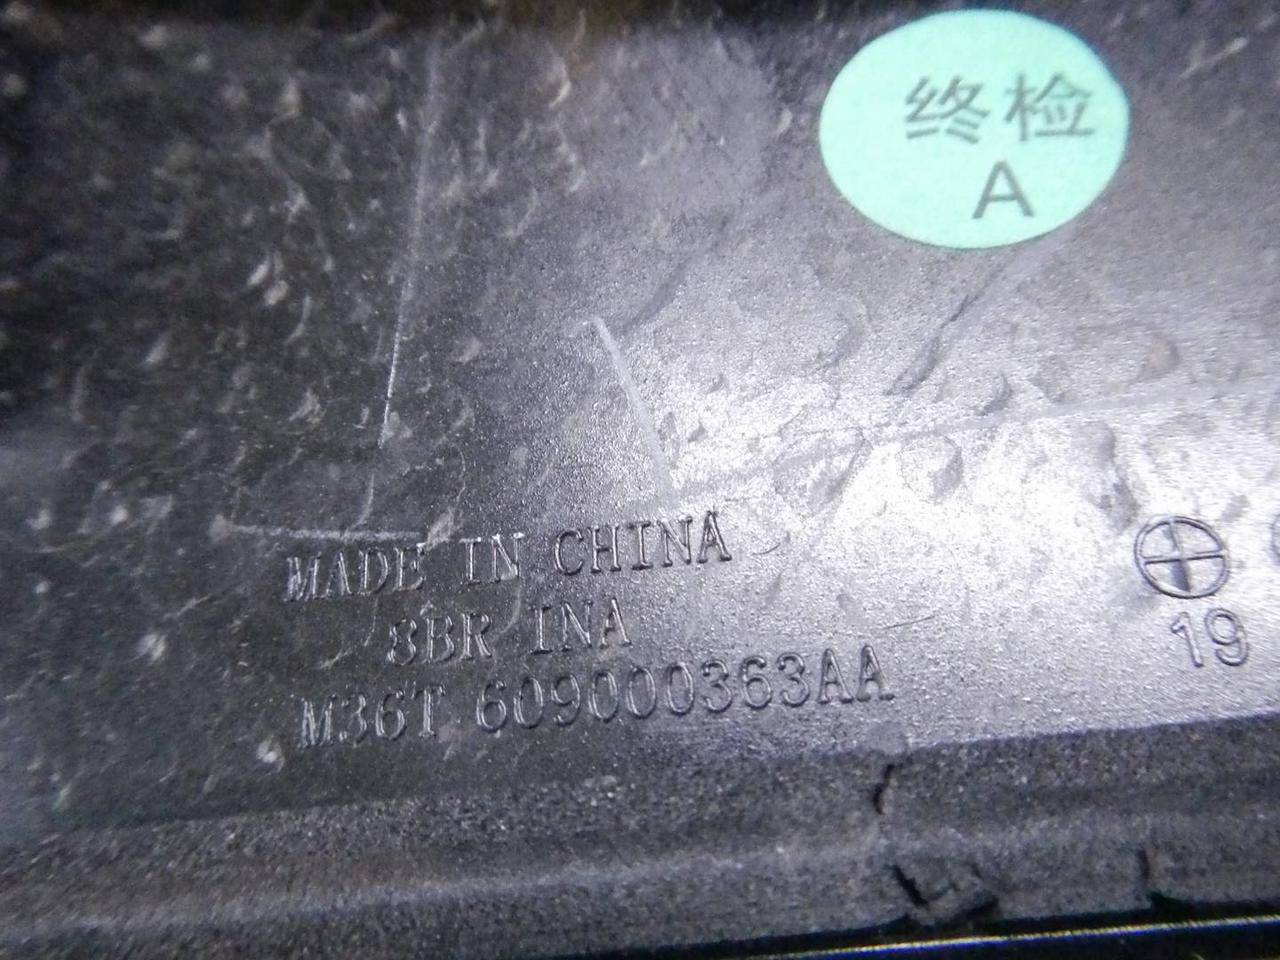 终检
A
MADE IN CHINA
8BR INA
M36T 609000363AA
19